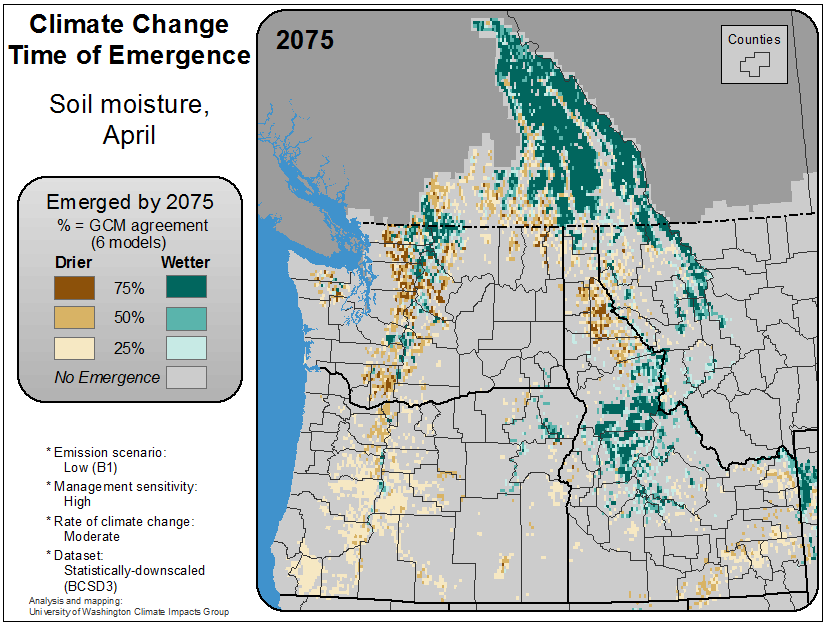 Climate Change
Time of Emergence
Soil moisture,
April
Emerged by 2075
% = GCM agreement
(6 models)
Drier Wetter
75%
50%
25%
No Emergence
* Emission scenario:
Low (B1)
* Management sensitivity:
High
* Rate of climate change:
Moderate
* Dataset:
Statistically-downscaled
(BCSD3)
Analysis and mapping:
University of Washington Climate Impacts Group
2075
Counties